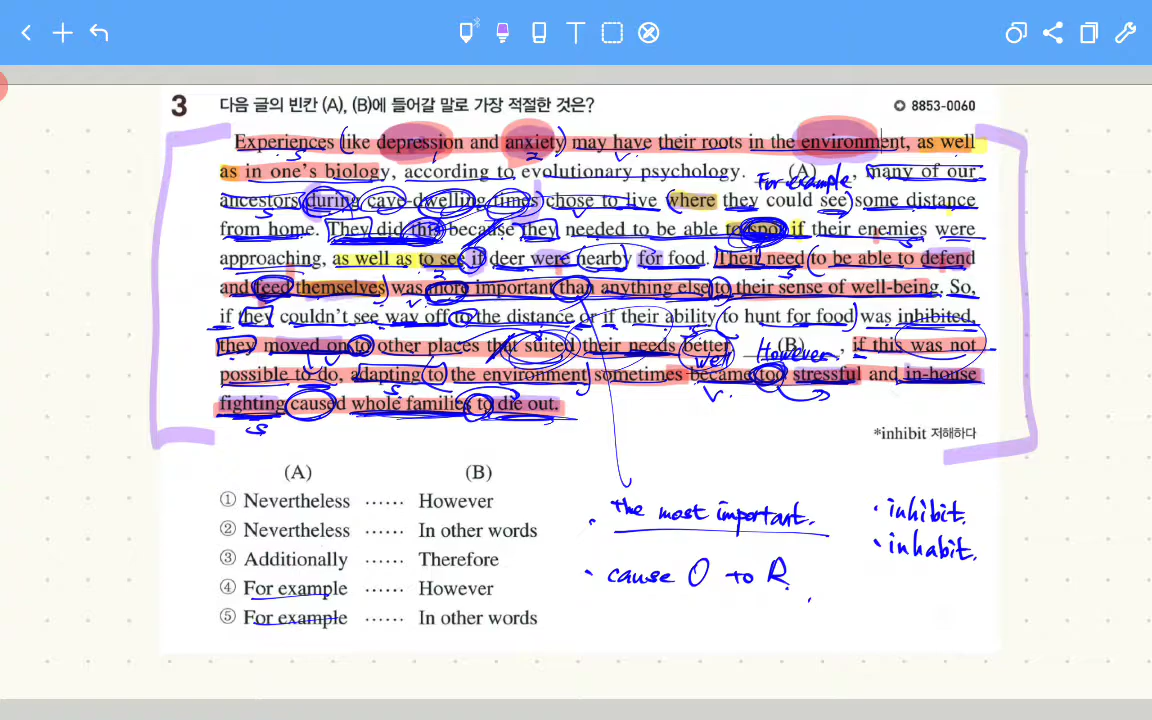 3 다음 글의 빈칸 (A), (B)에 들어갈 말로 가장 적절한 것은? 8853-0060
Experiences (like depression and anxiety) may have their roots in the environment, as well
as in one's biology, according to evolutionary psychology. (A) For example, many of our
ancestors during cave-dwelling times chose to live (where they could see) some distance
from home. They did this because they needed to be able to spot if their enemies were
approaching, as well as to see if deer were nearby for food. Their need (to be able to defend
and feed themselves) was more important than anything else to their sense of well-being. So,
if they couldn't see way off to the distance or if their ability to hunt for food) was inhibited,
they moved on to other places that suited their needs better well (B) However, if this was not
possible to do, adapting to the environment sometimes became too stressful and in-house
fighting caused whole families to die out.
*inhibit 저해하다
(A) (B)
① Nevertheless ...... However
② Nevertheless ...... In other words
③ Additionally ...... Therefore
④ For example ...... However
⑤ For example ...... In other words
the most important.
· cause O to R.
· inhibit.
· inhabit.